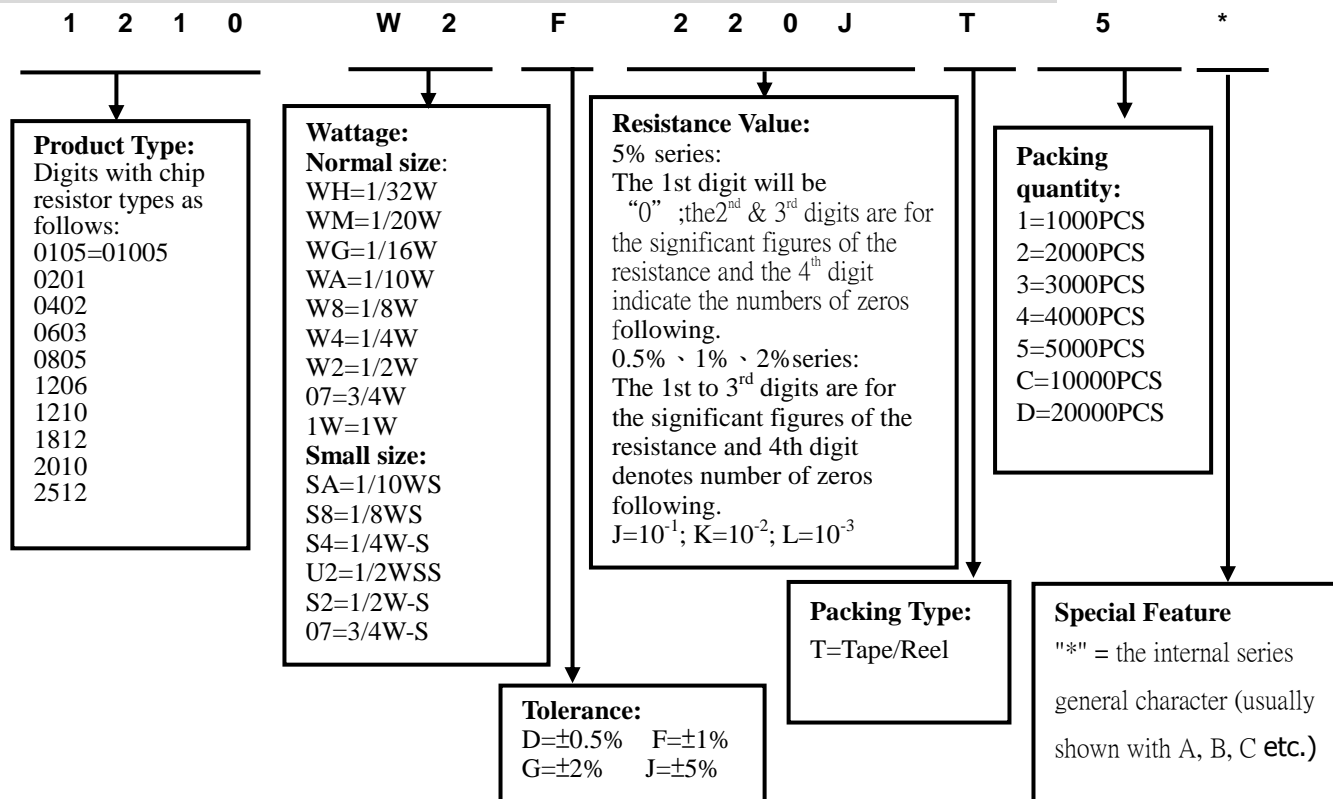 1 2 1 0 W 2 F 2 2 0 J T 5 *
Product Type:
Digits with chip
resistor types as
follows:
0105=01005
0201
0402
0603
0805
1206
1210
1812
2010
2512
Wattage:
Normal size:
WH=1/32W
WM=1/20W
WG=1/16W
WA=1/10W
W8=1/8W
W4=1/4W
W2=1/2W
07=3/4W
1W=1W
Small size:
SA=1/10WS
S8=1/8WS
S4=1/4W-S
U2=1/2WSS
S2=1/2W-S
07=3/4W-S
Tolerance:
D=±0.5% F=±1%
G=±2% J=±5%
Resistance Value:
5% series:
The 1st digit will be
“0” ;the2nd & 3rd digits are for
the significant figures of the
resistance and the 4th digit
indicate the numbers of zeros
following.
0.5%、1%、2%series:
The 1st to 3rd digits are for
the significant figures of the
resistance and 4th digit
denotes number of zeros
following.
J=10-1; K=10-2; L=10-3
Packing Type:
T=Tape/Reel
Packing
quantity:
1=1000PCS
2=2000PCS
3=3000PCS
4=4000PCS
5=5000PCS
C=10000PCS
D=20000PCS
Special Feature
"*" = the internal series
general character (usually
shown with A, B, C etc.)